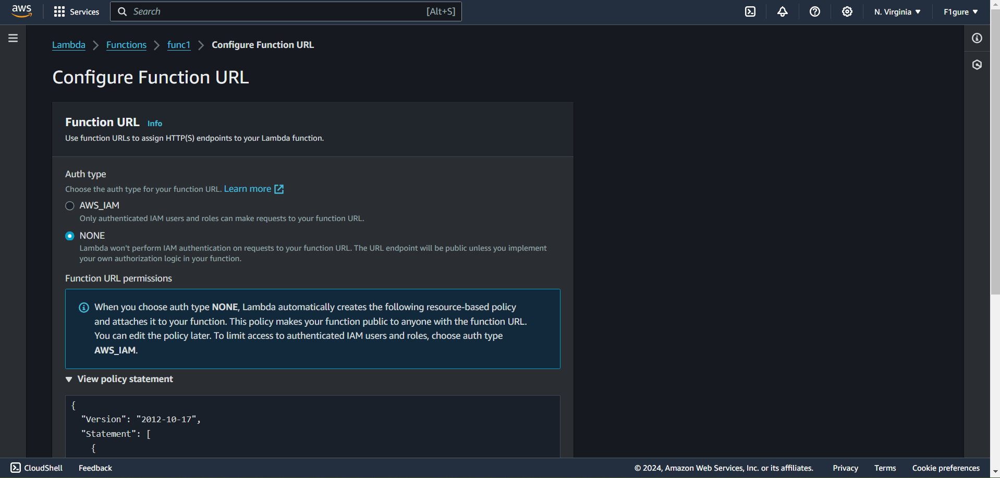 aws
Services
Search
[Alt+S]
N. Virginia
F1gure
Lambda
Functions
func1
Configure Function URL
Configure Function URL
Function URL Info
Use function URLs to assign HTTP(S) endpoints to your Lambda function.
Auth type
Choose the auth type for your function URL. Learn more
AWS_IAM
Only authenticated IAM users and roles can make requests to your function URL.
NONE
Lambda won't perform IAM authentication on requests to your function URL. The URL endpoint will be public unless you implement
your own authorization logic in your function.
Function URL permissions
When you choose auth type NONE, Lambda automatically creates the following resource-based policy
and attaches it to your function. This policy makes your function public to anyone with the function URL.
You can edit the policy later. To limit access to authenticated IAM users and roles, choose auth type
AWS_IAM.
View policy statement
{
"Version": "2012-10-17",
"Statement": [
{
CloudShell
Feedback
© 2024, Amazon Web Services, Inc. or its affiliates.
Privacy
Terms
Cookie preferences